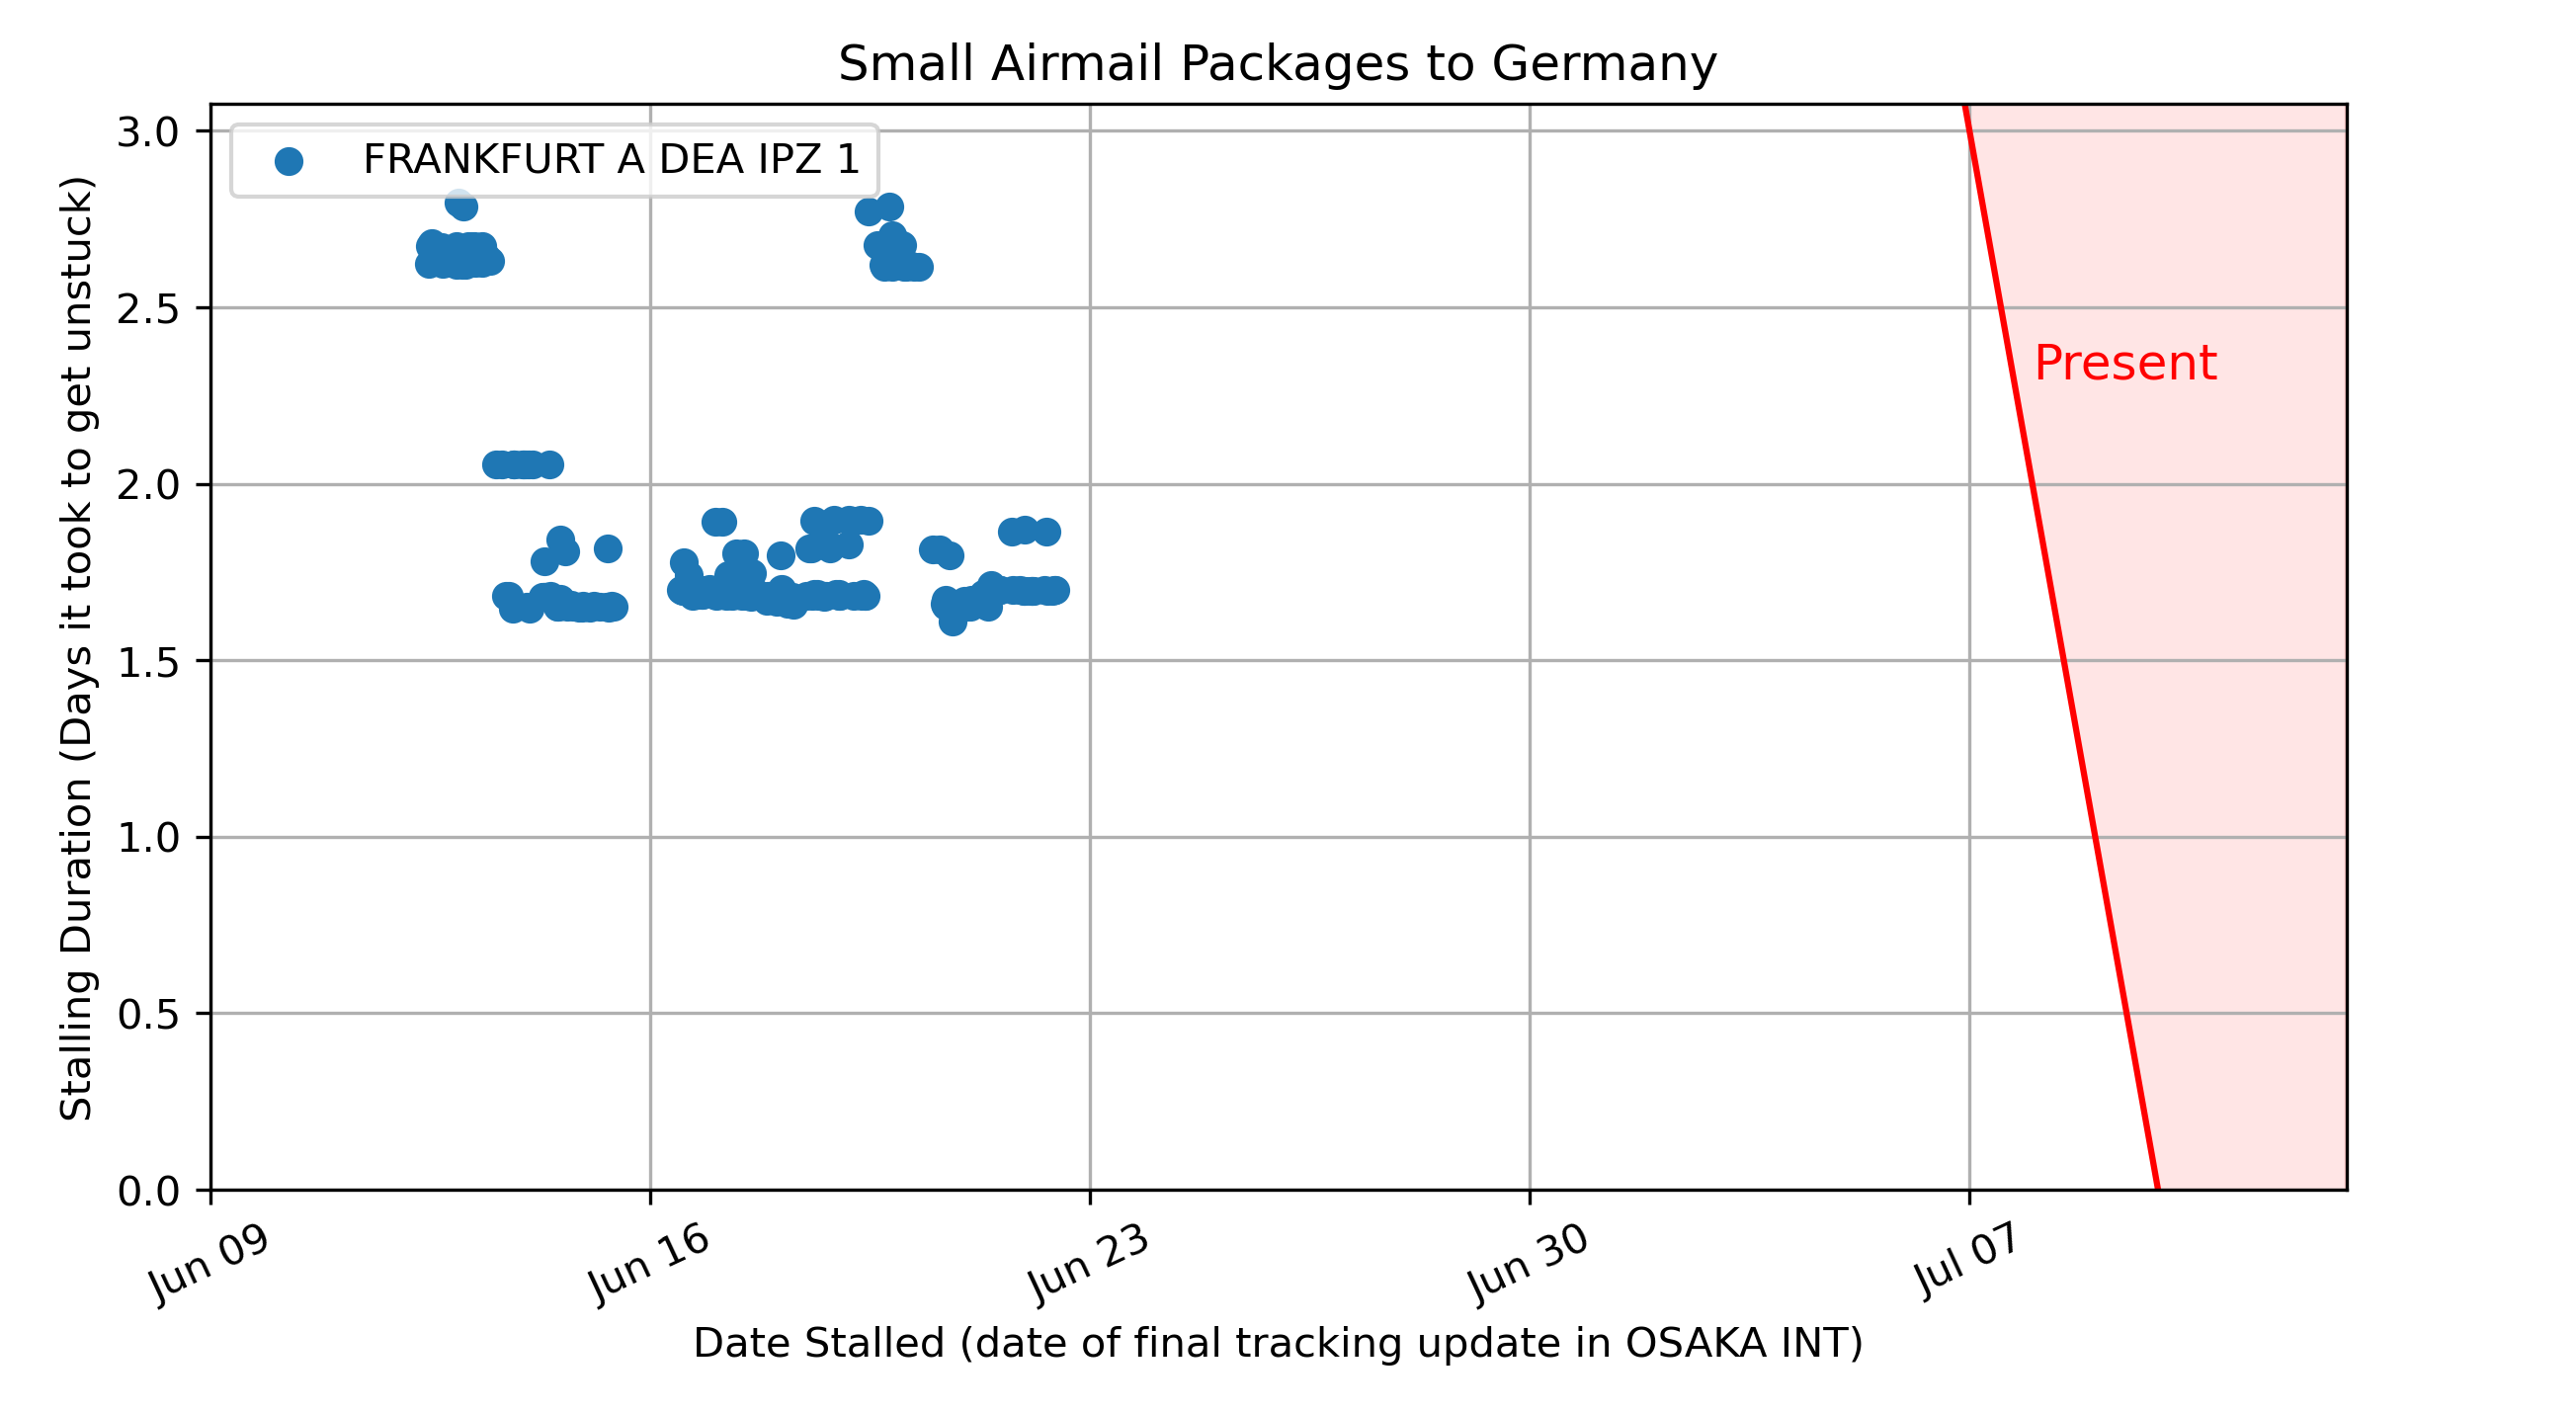 Small Airmail Packages to Germany
FRANKFURT A DEA IPZ 1
Present
Stalling Duration (Days it took to get unstuck)
3.0
2.5
2.0
1.5
1.0
0.5
0.0
Jun 09
Jun 16
Jun 23
Jun 30
Jul 07
Date Stalled (date of final tracking update in OSAKA INT)